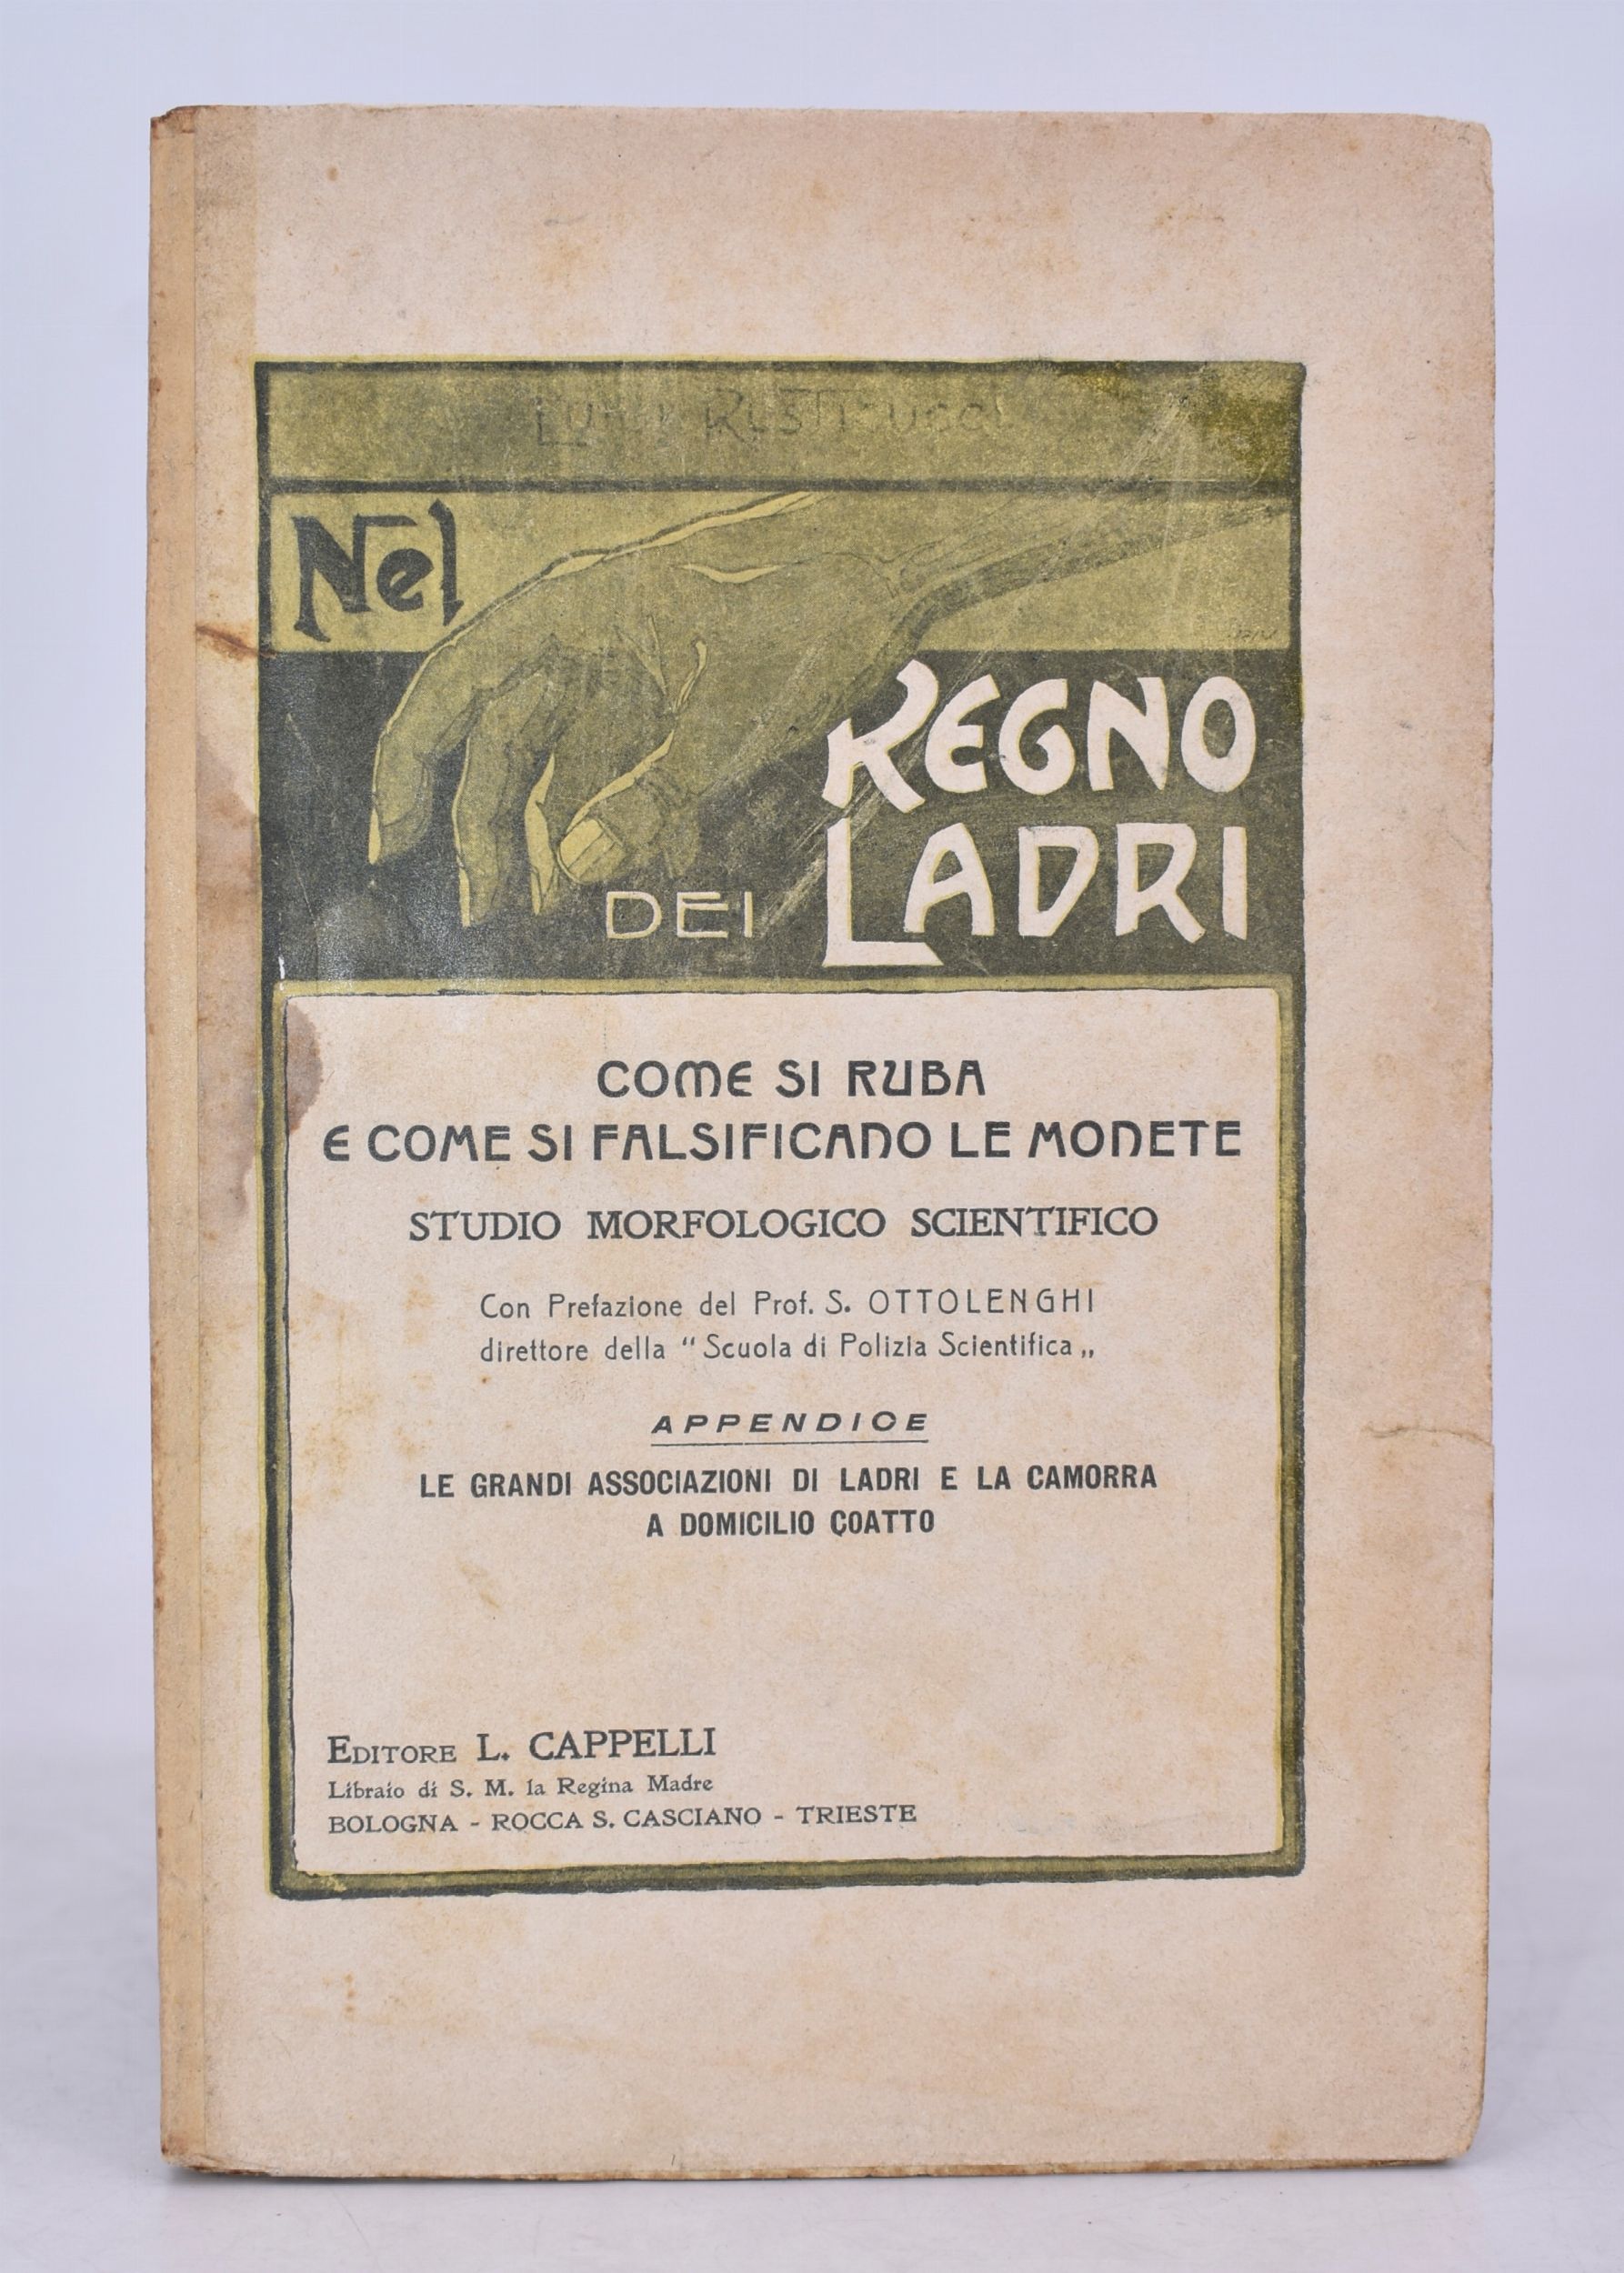 Nel
REGNO
DEI LADRI
COME SI RUBA
E COME SI FALSIFICANO LE MONETE
STUDIO MORFOLOGICO SCIENTIFICO
Con Prefazione del Prof. S. OTTOLENGHI
direttore della “ Scuola di Polizia Scientifica „
APPENDICE
LE GRANDI ASSOCIAZIONI DI LADRI E LA CAMORRA
A DOMICILIO COATTO
EDITORE L. CAPPELLI
Libraio di S. M. la Regina Madre
BOLOGNA - ROCCA S. CASCIANO - TRIESTE